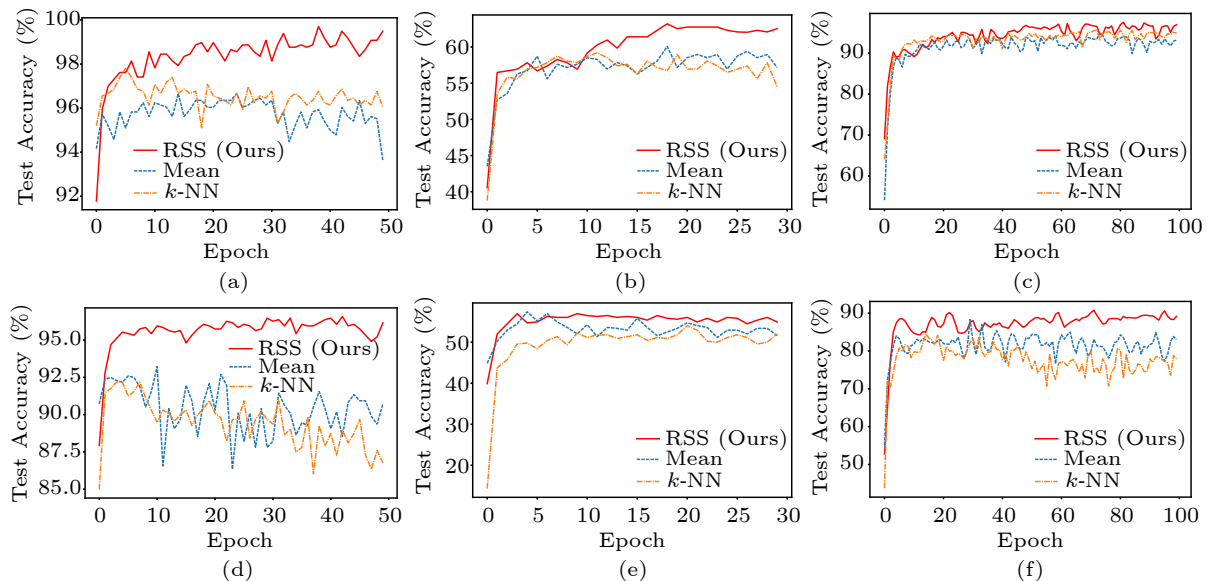 Test Accuracy (%)
100
98
96
94
92
RSS (Ours)
Mean
k-NN
0 10 20 30 40 50
Epoch
(a)
Test Accuracy (%)
60
55
50
45
40
RSS (Ours)
Mean
k-NN
0 5 10 15 20 25 30
Epoch
(b)
Test Accuracy (%)
90
80
70
60
RSS (Ours)
Mean
k-NN
0 20 40 60 80 100
Epoch
(c)
Test Accuracy (%)
95.0
92.5
90.0
87.5
85.0
RSS (Ours)
Mean
k-NN
0 10 20 30 40 50
Epoch
(d)
Test Accuracy (%)
50
40
30
20
RSS (Ours)
Mean
k-NN
0 5 10 15 20 25 30
Epoch
(e)
Test Accuracy (%)
90
80
70
60
50
RSS (Ours)
Mean
k-NN
0 20 40 60 80 100
Epoch
(f)